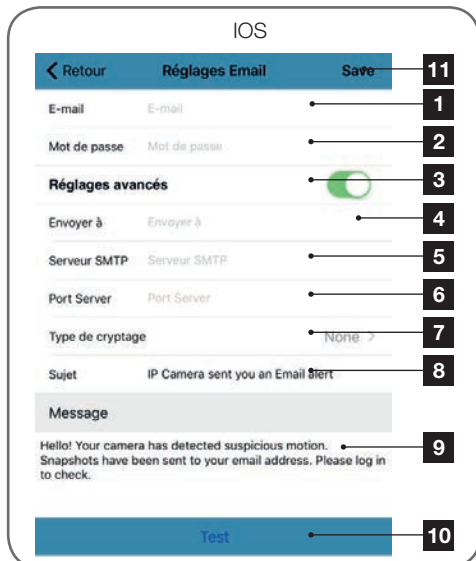 IOS
Retour Réglages Email Save 11
E-mail E-mail 1
Mot de passe Mot de passe 2
Réglages avancés 3
Envoyer à Envoyer à 4
Serveur SMTP Serveur SMTP 5
Port Server Port Server 6
Type de cryptage None > 7
Sujet IP Camera sent you an Email alert 8
Message
Hello! Your camera has detected suspicious motion. 9
Snapshots have been sent to your email address. Please log in
to check.
Test 10